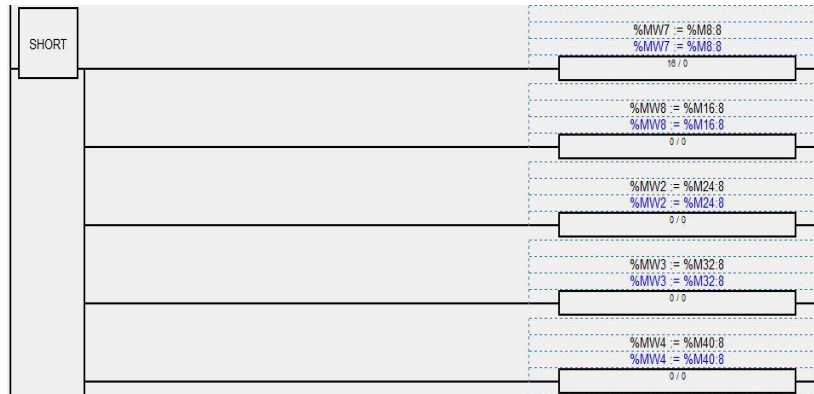 SHORT
%MW7 := %M8:8
%MW7 := %M8:8
16 / 0
%MW8 := %M16:8
%MW8 := %M16:8
0 / 0
%MW2 := %M24:8
%MW2 := %M24:8
0 / 0
%MW3 := %M32:8
%MW3 := %M32:8
0 / 0
%MW4 := %M40:8
%MW4 := %M40:8
0 / 0